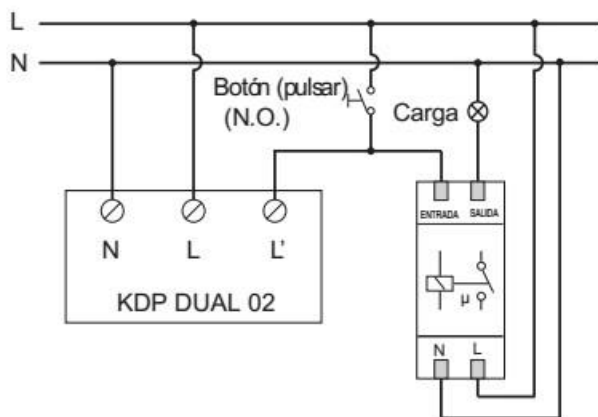 L
N
Botón (pulsar)
(N.O.)
Carga
ENTRADA SALIDA
N L L'
µ
KDP DUAL 02
N L